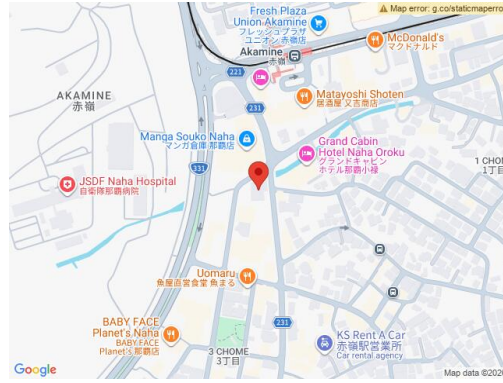 Map error: g.co/staticmaperro
Fresh Plaza
Union Akamine
フレッシュプラザ
ユニオン 赤嶺店
McDonald's
マクドナルド
Akamine
赤嶺
221
231
Matayoshi Shoten
居酒屋 又吉商店
AKAMINE
赤嶺
Manga Souko Naha
マンガ倉庫 那覇店
Grand Cabin
Hotel Naha Oroku
グランドキャビン
ホテル那覇小禄
331
1 CHOME
1丁目
JSDF Naha Hospital
自衛隊那覇病院
Uomaru
魚屋直営食堂 魚まる
231
BABY FACE
Planet's Naha
BABY FACE
Planet's 那覇店
KS Rent A Car
赤嶺駅営業所
Car rental agency
3 CHOME
3丁目
Google
Map data ©202